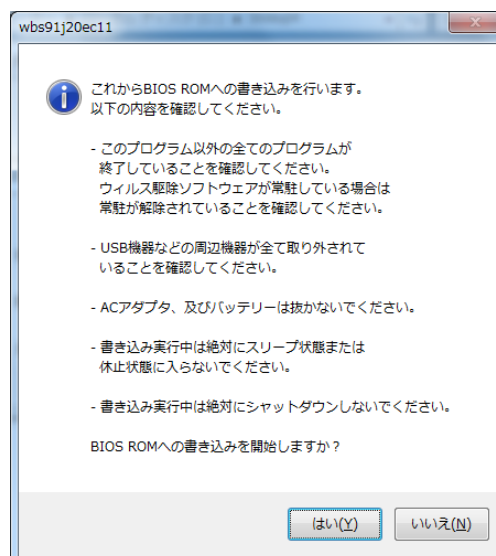 wbs91j20ec11
これからBIOS ROMへの書き込みを行います。
以下の内容を確認してください。
- このプログラム以外の全てのプログラムが
終了していることを確認してください。
ウィルス駆除ソフトウェアが常駐している場合は
常駐が解除されていることを確認してください。
- USB機器などの周辺機器が全て取り外されて
いることを確認してください。
- ACアダプタ、及びバッテリーは抜かないでください。
- 書き込み実行中は絶対にスリープ状態または
休止状態に入らないでください。
- 書き込み実行中は絶対にシャットダウンしないでください。
BIOS ROMへの書き込みを開始しますか？
はい(Y) いいえ(N)